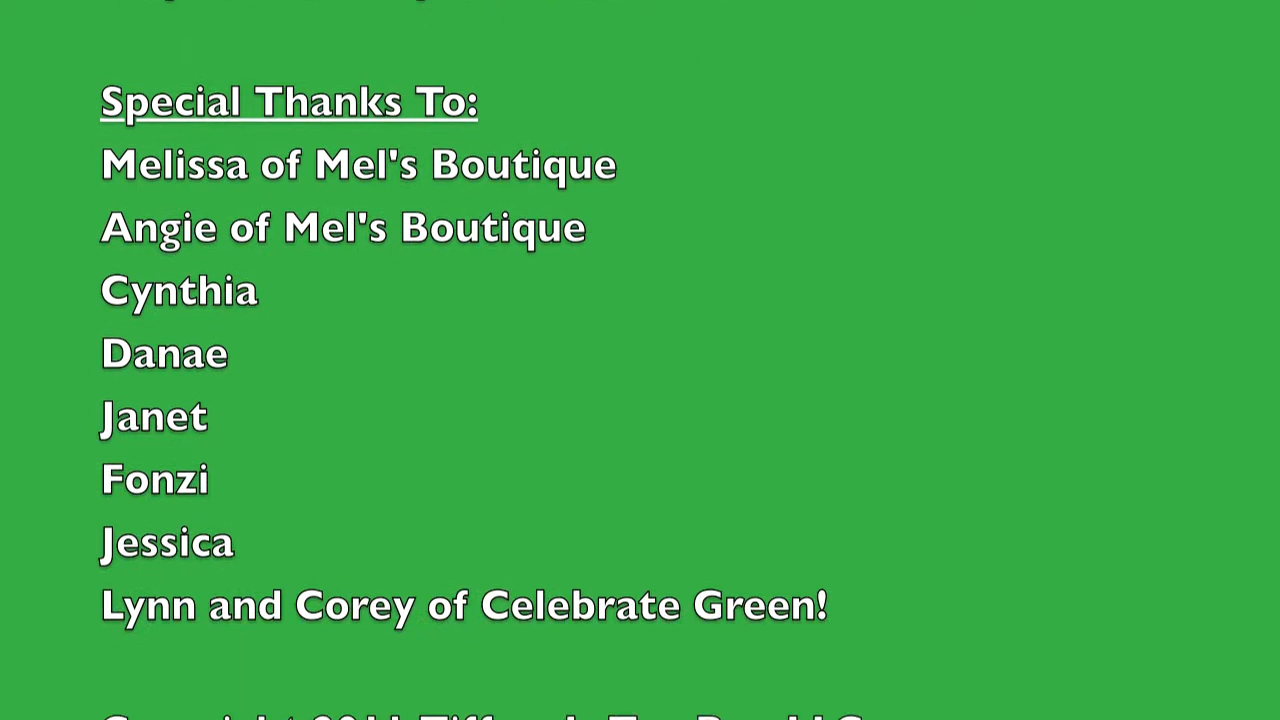 Special Thanks To:
Melissa of Mel's Boutique
Angie of Mel's Boutique
Cynthia
Danae
Janet
Fonzi
Jessica
Lynn and Corey of Celebrate Green!